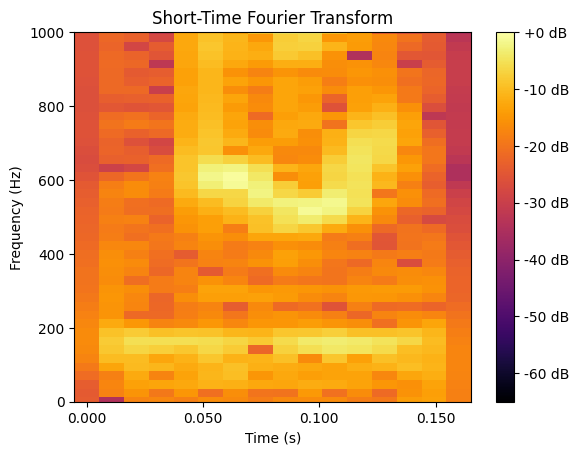 Short-Time Fourier Transform
1000
800
600
400
200
0
Frequency (Hz)
0.000
0.050
0.100
0.150
Time (s)
+0 dB
-10 dB
-20 dB
-30 dB
-40 dB
-50 dB
-60 dB